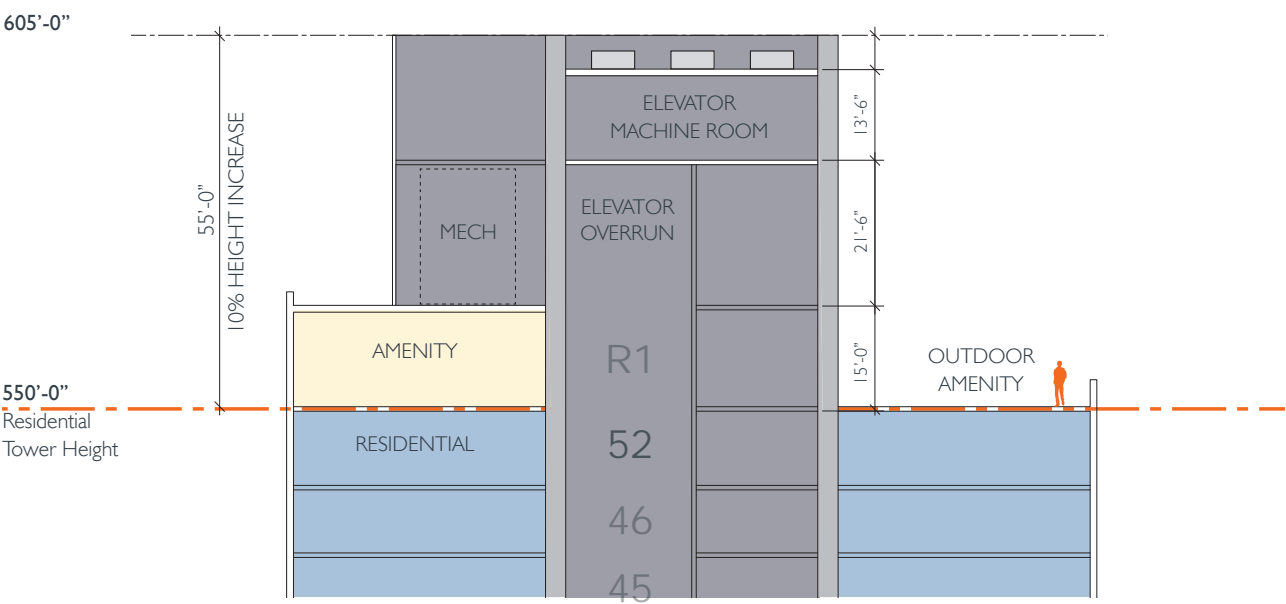 605’-0”
ELEVATOR
MACHINE ROOM
13’-6”
55’-0”
10% HEIGHT INCREASE
MECH
ELEVATOR
OVERRUN
21’-6”
AMENITY
R1
15’-0”
OUTDOOR
AMENITY
550’-0”
Residential
Tower Height
RESIDENTIAL
52
46
45